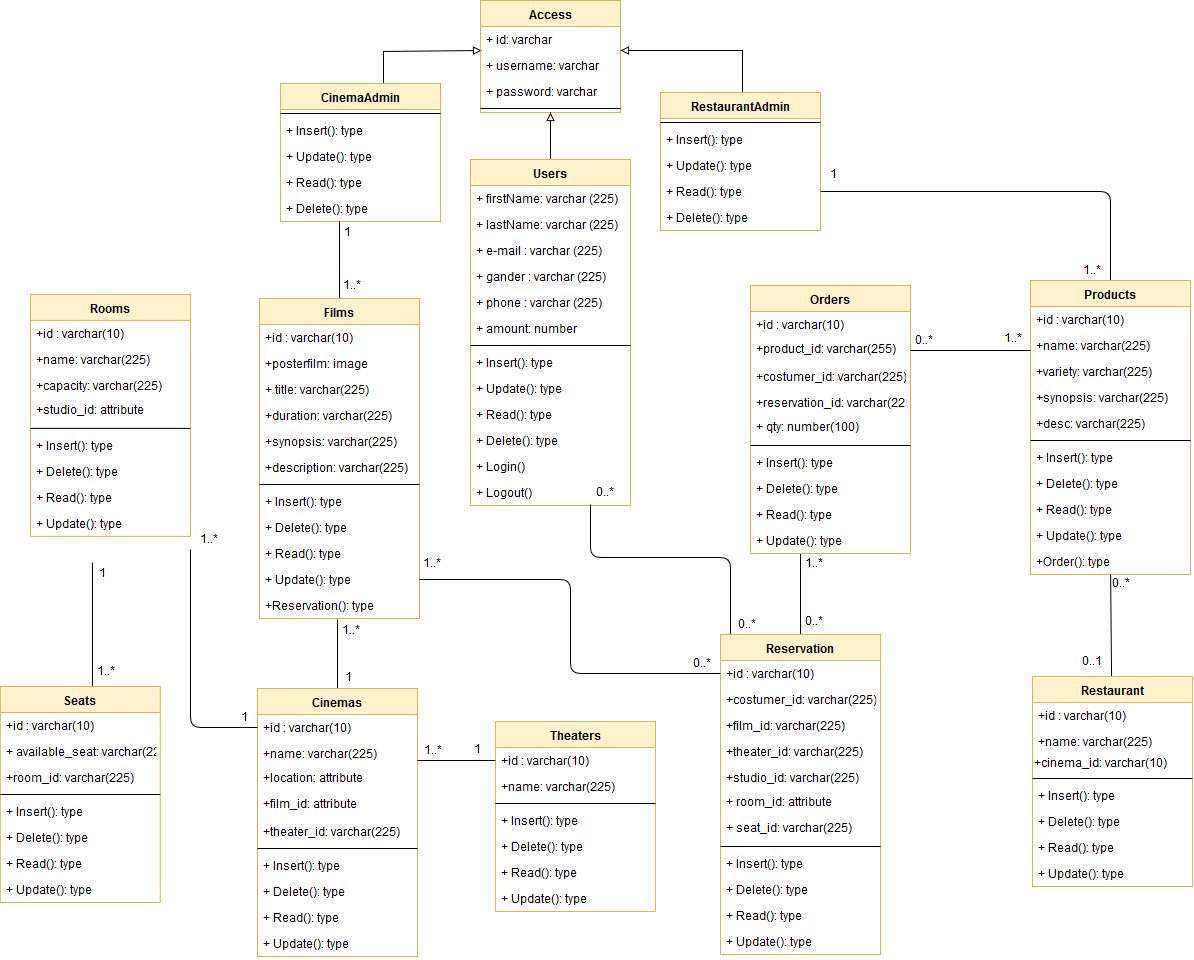 Access
+ id: varchar
+ username: varchar
+ password: varchar
CinemaAdmin
+ Insert(): type
+ Update(): type
+ Read(): type
+ Delete(): type
1
1..*
RestaurantAdmin
+ Insert(): type
+ Update(): type
+ Read(): type
+ Delete(): type
1
1..*
Users
+ firstName: varchar (225)
+ lastName: varchar (225)
+ e-mail : varchar (225)
+ gander : varchar (225)
+ phone : varchar (225)
+ amount: number
+ Insert(): type
+ Update(): type
+ Read(): type
+ Delete(): type
+ Login()
+ Logout()
0..*
0..*
Rooms
+id : varchar(10)
+name: varchar(225)
+capacity: varchar(225)
+studio_id: attribute
+ Insert(): type
+ Delete(): type
+ Read(): type
+ Update(): type
1..*
1
1
1..*
Films
+id : varchar(10)
+posterfilm: image
+ title: varchar(225)
+duration: varchar(225)
+synopsis: varchar(225)
+description: varchar(225)
+ Insert(): type
+ Delete(): type
+ Read(): type
+ Update(): type
+Reservation(): type
1..*
0..*
1..*
1
Orders
+id : varchar(10)
+product_id: varchar(255)
+costumer_id: varchar(225)
+reservation_id: varchar(22
+ qty: number(100)
+ Insert(): type
+ Delete(): type
+ Read(): type
+ Update(): type
0..*
1..*
1..*
0..*
Products
+id : varchar(10)
+name: varchar(225)
+variety: varchar(225)
+synopsis: varchar(225)
+desc: varchar(225)
+ Insert(): type
+ Delete(): type
+ Read(): type
+ Update(): type
+Order(): type
0..*
0..1
Seats
+id : varchar(10)
+ available_seat: varchar(22
+room_id: varchar(225)
+ Insert(): type
+ Delete(): type
+ Read(): type
+ Update(): type
Cinemas
+id : varchar(10)
+name: varchar(225)
+location: attribute
+film_id: attribute
+theater_id: varchar(225)
+ Insert(): type
+ Delete(): type
+ Read(): type
+ Update(): type
1..*
1
Theaters
+id : varchar(10)
+name: varchar(225)
+ Insert(): type
+ Delete(): type
+ Read(): type
+ Update(): type
Reservation
+id : varchar(10)
+costumer_id: varchar(225)
+film_id: varchar(225)
+theater_id: varchar(225)
+studio_id: varchar(225)
+ room_id: attribute
+ seat_id: varchar(225)
+ Insert(): type
+ Delete(): type
+ Read(): type
+ Update(): type
Restaurant
+id : varchar(10)
+name: varchar(225)
+cinema_id: varchar(10)
+ Insert(): type
+ Delete(): type
+ Read(): type
+ Update(): type